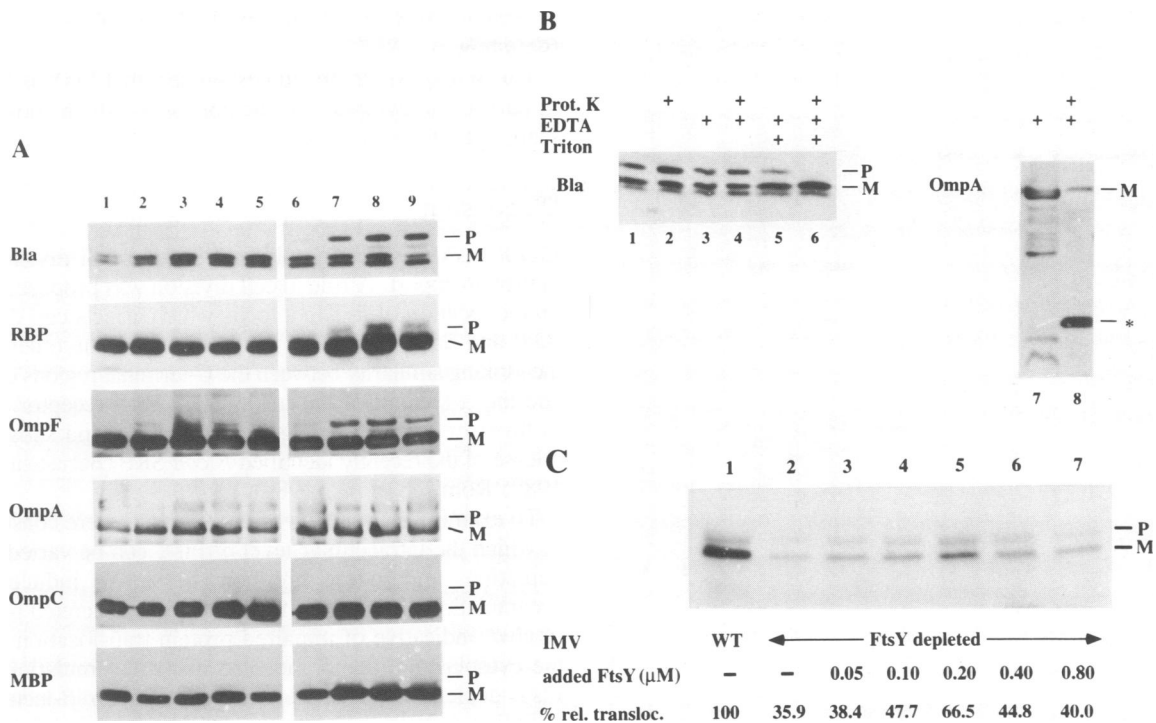 A
1 2 3 4 5 6 7 8 9
Bla P
M
RBP P
M
OmpF P
M
OmpA P
M
OmpC P
M
MBP P
M
B
Prot. K + + +
EDTA + + + +
Triton + +
Bla P
M
1 2 3 4 5 6
+
+ +
OmpA M
*
7 8
C
1 2 3 4 5 6 7
P
M
IMV WT FtsY depleted
added FtsY (μM) – – 0.05 0.10 0.20 0.40 0.80
% rel. transloc. 100 35.9 38.4 47.7 66.5 44.8 40.0